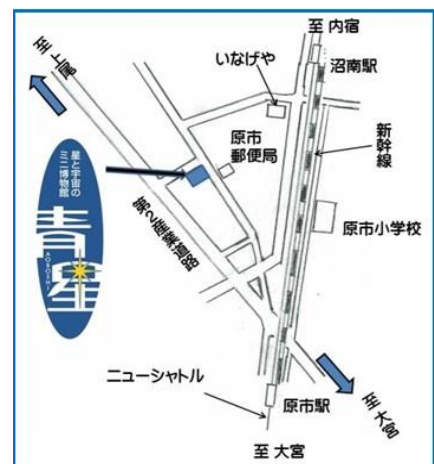 至 内宿
至上尾
いなげや
沼南駅
新幹線
原市
郵便局
星と宇宙の
ミニ博物館
青星
AOBOSHI
第2産業道路
原市小学校
ニューシャトル
原市駅
至大宮
至 大宮